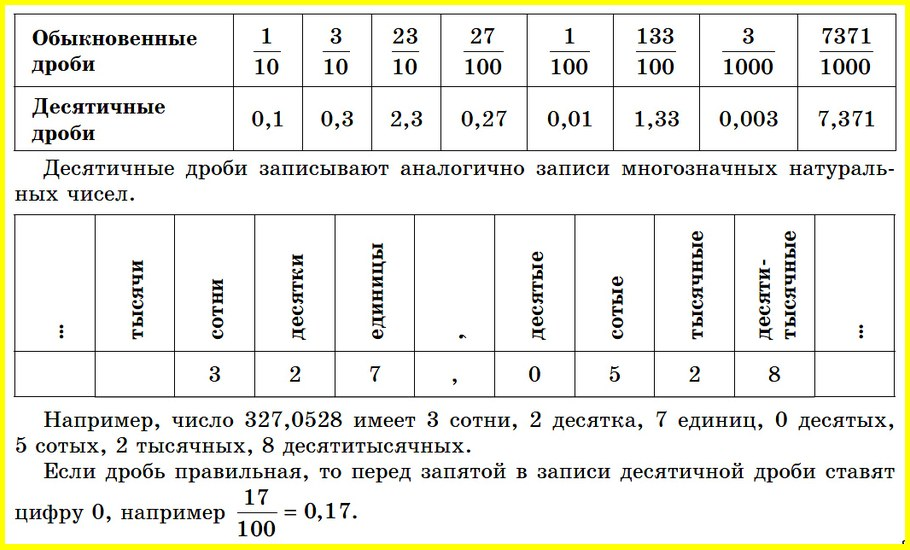 Обыкновенные дроби 1/10 3/10 23/10 27/100 1/100 133/100 3/1000 7371/1000
Десятичные дроби 0,1 0,3 2,3 0,27 0,01 1,33 0,003 7,371
Десятичные дроби записывают аналогично записи многозначных натураль-
ных чисел.
... тысячи сотни десятки единицы , десятые сотые тысячные десяти-тысячные ...
3 2 7 , 0 5 2 8
Например, число 327,0528 имеет 3 сотни, 2 десятка, 7 единиц, 0 десятых,
5 сотых, 2 тысячных, 8 десятитысячных.
Если дробь правильная, то перед запятой в записи десятичной дроби ставят
цифру 0, например 17/100 = 0,17.